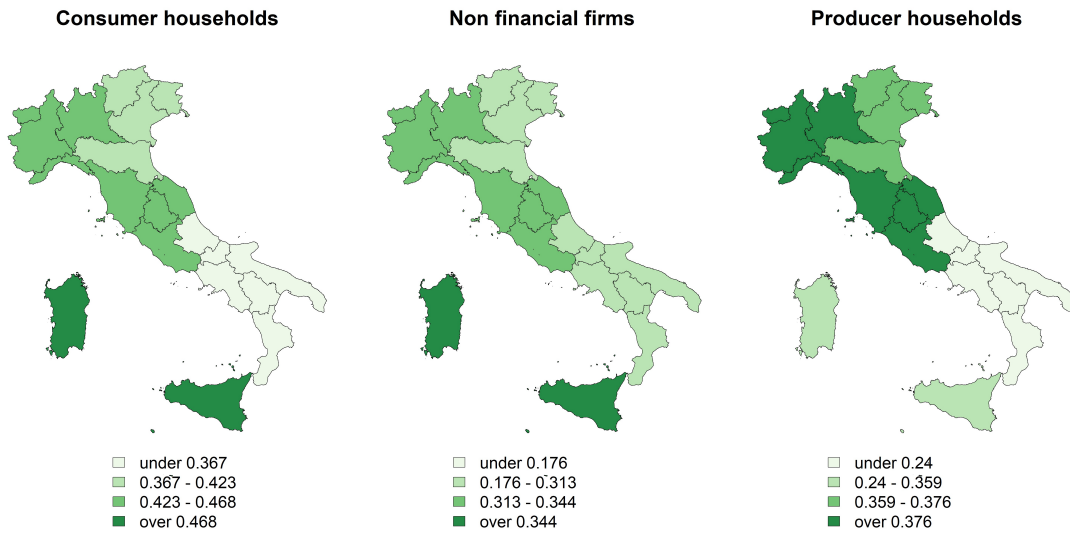 Consumer households
Non financial firms
Producer households
under 0.367
0.367 - 0.423
0.423 - 0.468
over 0.468
under 0.176
0.176 - 0.313
0.313 - 0.344
over 0.344
under 0.24
0.24 - 0.359
0.359 - 0.376
over 0.376